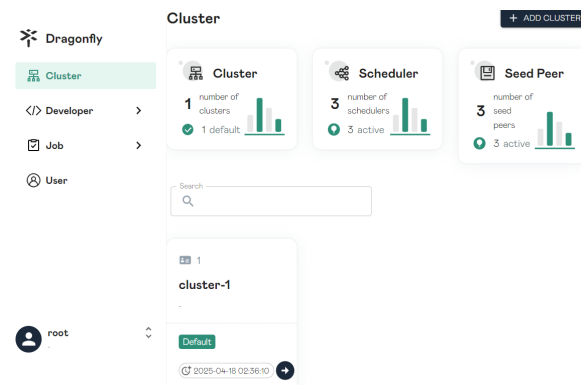 Dragonfly
Cluster
</> Developer
Job
User
root
-
Cluster
+ ADD CLUSTER
Cluster
1 number of
clusters
1 default
Scheduler
3 number of
schedulers
3 active
Seed Peer
3 number of
seed
peers
3 active
Search
1
cluster-1
-
Default
2025-04-18 02:36:10